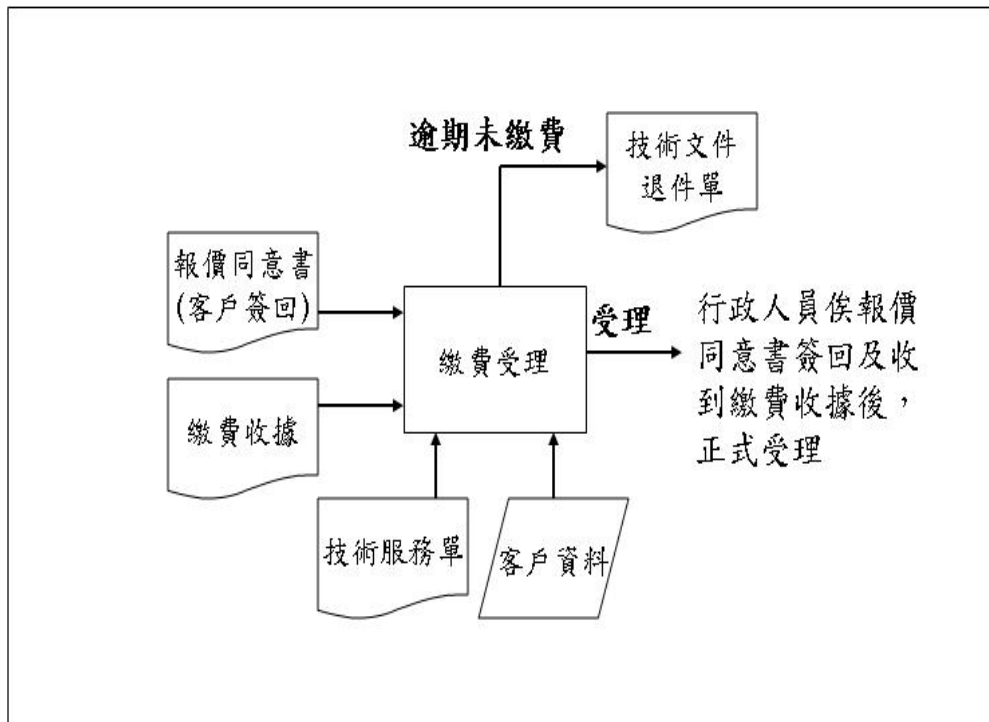 逾期未繳費
技術文件
退件單
報價同意書
(客戶簽回)
繳費受理
受理
行政人員俟報價
同意書簽回及收
到繳費收據後，
正式受理
繳費收據
技術服務單
客戶資料